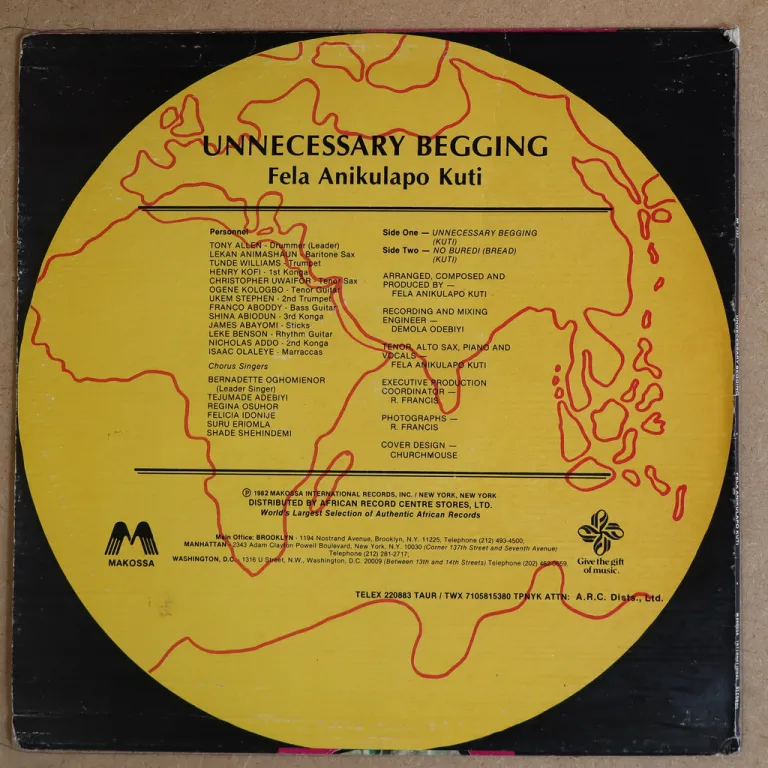 UNNECESSARY BEGGING
Fela Anikulapo Kuti
Personnel
TONY ALLEN - Drummer (Leader)
LEKAN ANIMASHAUN - Baritone Sax
TUNDE WILLIAMS - Trumpet
HENRY KOFI - 1st Konga
CHRISTOPHER UWAIFOR - Tenor Sax
OGENE KOLOGBO - Tenor Guitar
UKEM STEPHEN - 2nd Trumpet
FRANCO ABODDY - Bass Guitar
SHINA ABIODUN - 3rd Konga
JAMES ABAYOMI - Sticks
LEKE BENSON - Rhythm Guitar
NICHOLAS ADDO - 2nd Konga
ISAAC OLALEYE - Marraccas
Chorus Singers
BERNADETTE OGHOMIENOR
(Leader Singer)
TEJUMADE ADEBIYI
REGINA OSUHOR
FELICIA IDONIJE
SURU ERIOMLA
SHADE SHEHINDEMI
Side One — UNNECESSARY BEGGING
(KUTI)
Side Two — NO BUREDI (BREAD)
(KUTI)
ARRANGED, COMPOSED AND
PRODUCED BY —
FELA ANIKULAPO KUTI
RECORDING AND MIXING
ENGINEER —
DEMOLA ODEBIYI
TENOR, ALTO SAX, PIANO AND
VOCALS —
FELA ANIKULAPO KUTI
EXECUTIVE PRODUCTION
COORDINATOR —
R. FRANCIS
PHOTOGRAPHS —
R. FRANCIS
COVER DESIGN —
CHURCHMOUSE
Ⓟ 1982 MAKOSSA INTERNATIONAL RECORDS, INC. / NEW YORK, NEW YORK
DISTRIBUTED BY AFRICAN RECORD CENTRE STORES, LTD.
World's Largest Selection of Authentic African Records
Main Office: BROOKLYN - 1194 Nostrand Avenue, Brooklyn, N.Y. 11225, Telephone (212) 493-4500;
MANHATTAN - 2343 Adam Clayton Powell Boulevard, New York, N.Y. 10030 (Corner 137th Street and Seventh Avenue)
Telephone (212) 281-2717;
WASHINGTON, D.C. - 1316 U Street, N.W., Washington, D.C. 20009 (Between 13th and 14th Streets) Telephone (202)
MAKOSSA
Give the gift
of music.
TELEX 220883 TAUR / TWX 7105815380 TPNYK ATTN: A.R.C. Dists., Ltd.